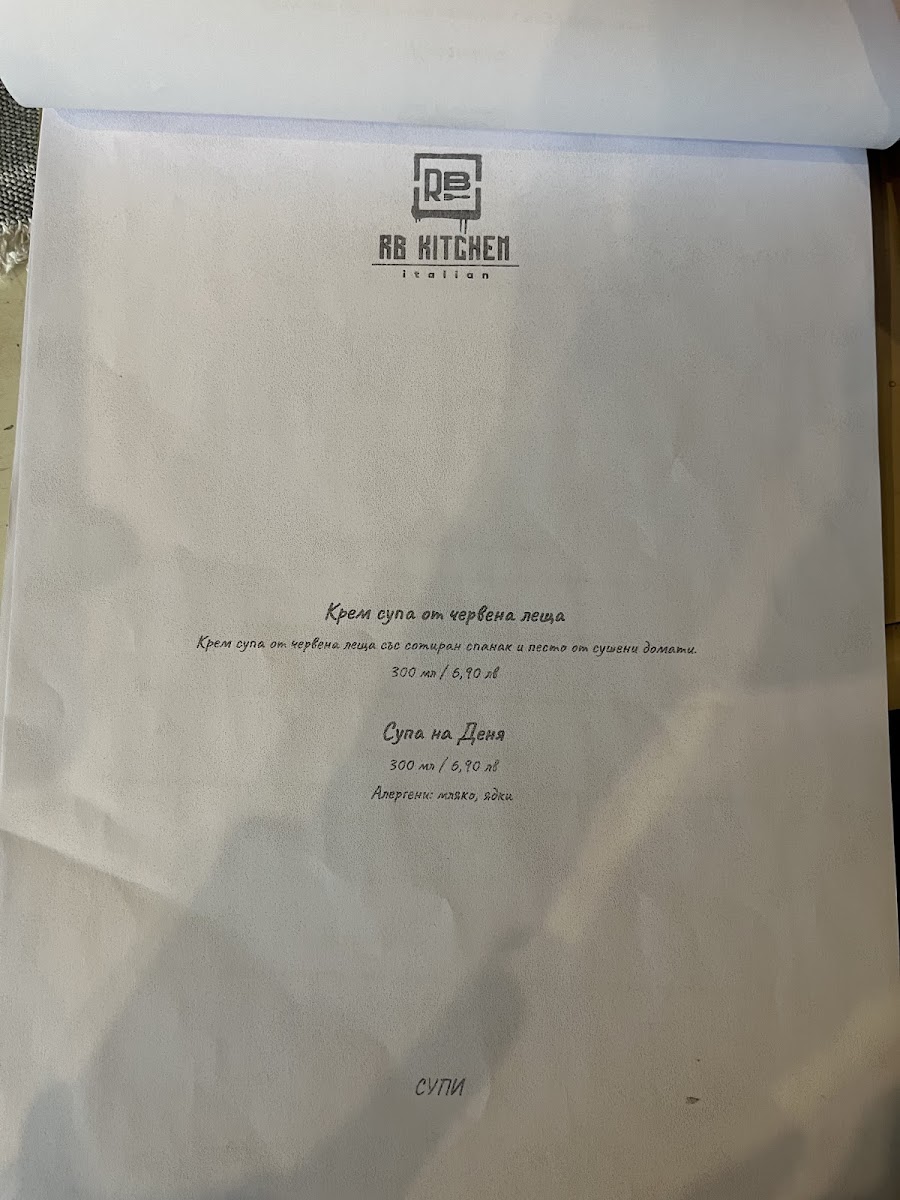 RB
RB KITCHEN
italian
Крем супа от червена леща
Крем супа от червена леща със сотиран спанак и песто от сушени домати.
300 мл / 6,90 лв
Супа на Деня
300 мл / 6,90 лв
Алергени: мляко, ядки
СУПИ